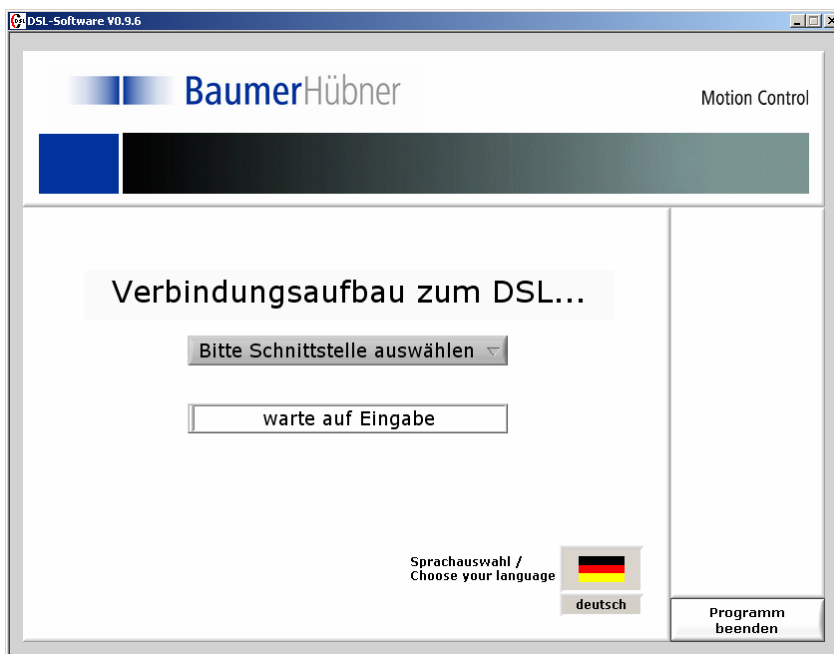 DSL-Software V0.9.6
BaumerHübner
Motion Control
Verbindungsaufbau zum DSL...
Bitte Schnittstelle auswählen
warte auf Eingabe
Sprachauswahl /
Choose your language
deutsch
Programm
beenden